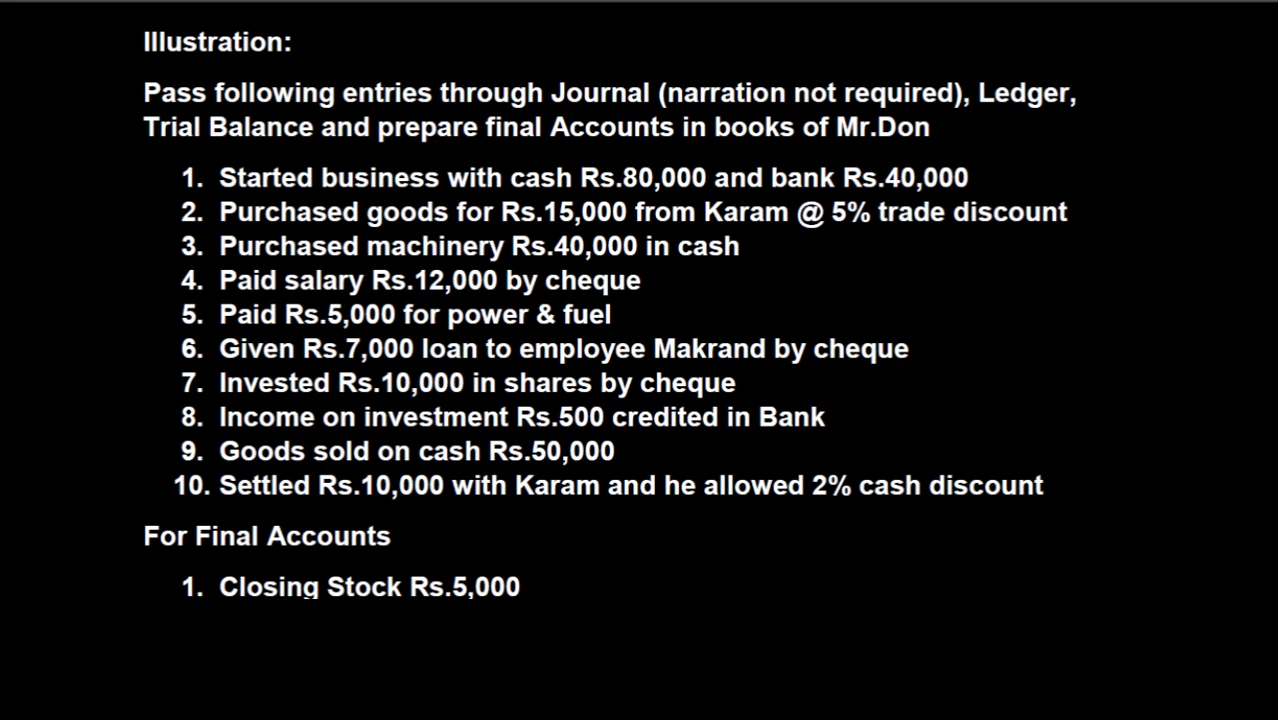 Illustration:
Pass following entries through Journal (narration not required), Ledger,
Trial Balance and prepare final Accounts in books of Mr.Don
1. Started business with cash Rs.80,000 and bank Rs.40,000
2. Purchased goods for Rs.15,000 from Karam @ 5% trade discount
3. Purchased machinery Rs.40,000 in cash
4. Paid salary Rs.12,000 by cheque
5. Paid Rs.5,000 for power & fuel
6. Given Rs.7,000 loan to employee Makrand by cheque
7. Invested Rs.10,000 in shares by cheque
8. Income on investment Rs.500 credited in Bank
9. Goods sold on cash Rs.50,000
10. Settled Rs.10,000 with Karam and he allowed 2% cash discount
For Final Accounts
1. Closing Stock Rs.5,000